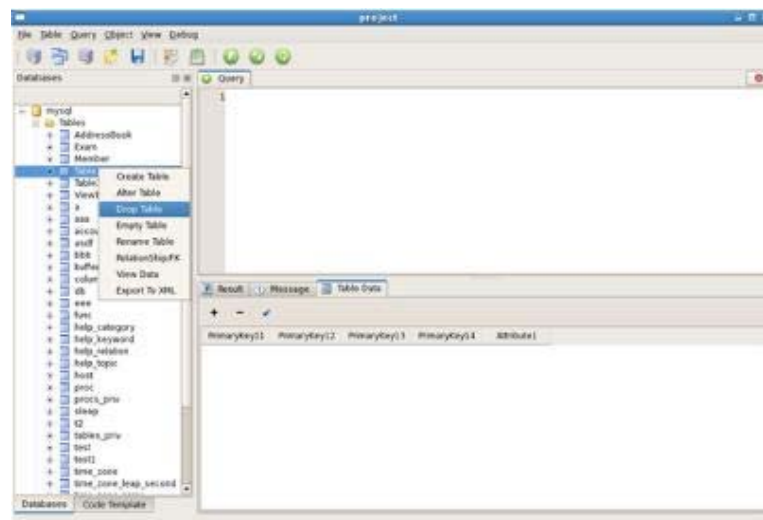 project
File Table Query Object View Debug
Databases
Query
1
mysql
Tables
AddressBook
Exam
Member
Table
Create Table
Alter Table
Drop Table
Empty Table
Rename Table
RelationShip/FK
View Data
Export To XML
a
aaa
asdf
bbb
db
eee
func
help_category
help_keyword
help_relation
help_topic
host
proc
procs_priv
sleep
t2
tables_priv
test
test1
time_zone
time_zone_leap_second
Result Message Table Data
+ -
PrimaryKey11 PrimaryKey12 PrimaryKey13 PrimaryKey14 Attribute1
Databases Code Template